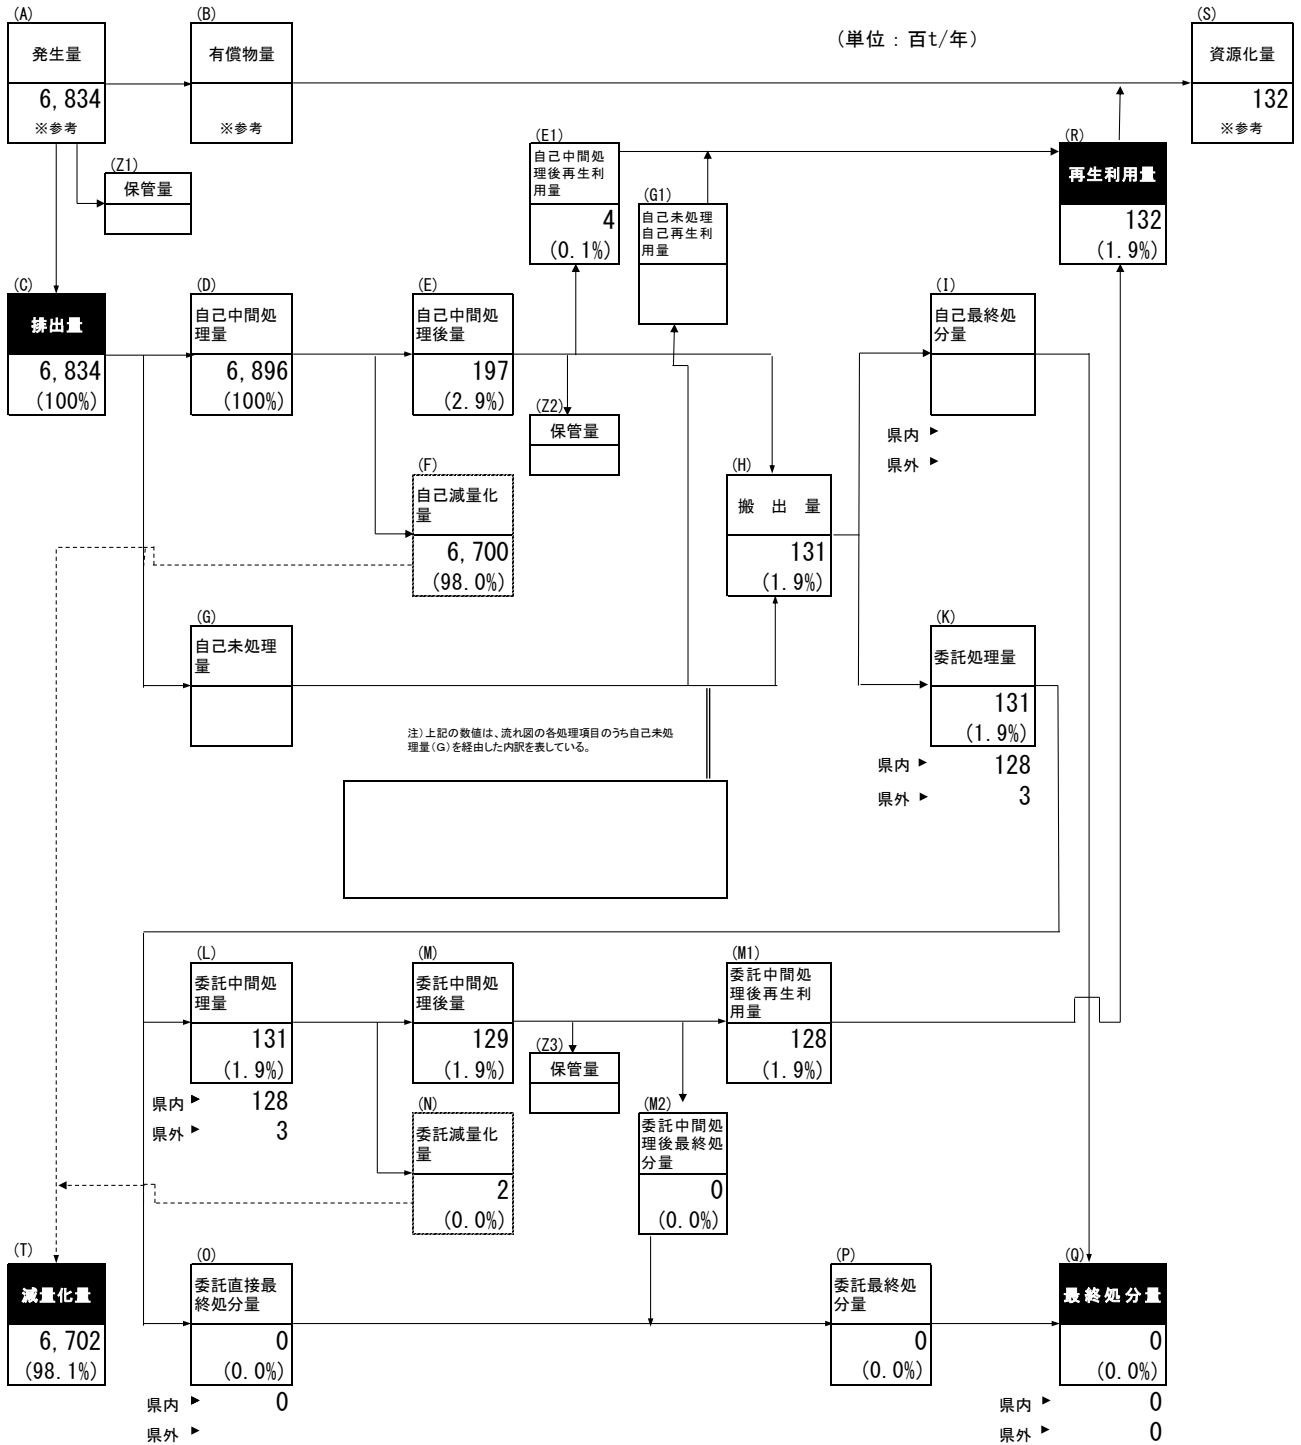 (A)
発生量
6,834
※参考
(B)
有償物量
※参考
(単位：百t/年)
(S)
資源化量
132
※参考
(Z1)
保管量
(E1)
自己中間処
理後再生利
用量
4
(0.1%)
(G1)
自己未処理
自己再生利
用量
(R)
再生利用量
132
(1.9%)
(C)
排出量
6,834
(100%)
(D)
自己中間処
理量
6,896
(100%)
(E)
自己中間処
理後量
197
(2.9%)
(Z2)
保管量
(I)
自己最終処
分量
県内 ▶
県外 ▶
(F)
自己減量化
量
6,700
(98.0%)
(H)
搬 出 量
131
(1.9%)
(G)
自己未処理
量
(K)
委託処理量
131
(1.9%)
県内 ▶ 128
県外 ▶ 3
注)上記の数値は、流れ図の各処理項目のうち自己未処
理量(G)を経由した内訳を表している。
(L)
委託中間処
理量
131
(1.9%)
県内 ▶ 128
県外 ▶ 3
(M)
委託中間処
理後量
129
(1.9%)
(Z3)
保管量
(M1)
委託中間処
理後再生利
用量
128
(1.9%)
(N)
委託減量化
量
2
(0.0%)
(M2)
委託中間処
理後最終処
分量
0
(0.0%)
(T)
減量化量
6,702
(98.1%)
(O)
委託直接最
終処分量
0
(0.0%)
県内 ▶ 0
県外 ▶
(P)
委託最終処
分量
0
(0.0%)
(Q)
最終処分量
0
(0.0%)
県内 ▶ 0
県外 ▶ 0